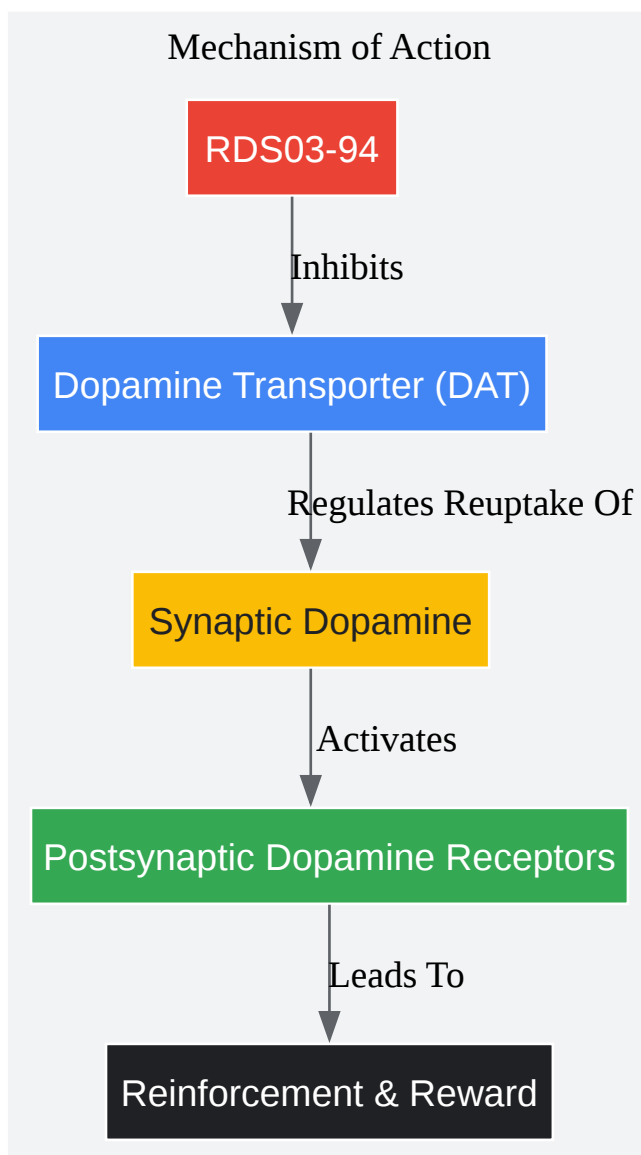 Mechanism of Action
RDS03-94
Inhibits
Dopamine Transporter (DAT)
Regulates Reuptake Of
Synaptic Dopamine
Activates
Postsynaptic Dopamine Receptors
Leads To
Reinforcement & Reward